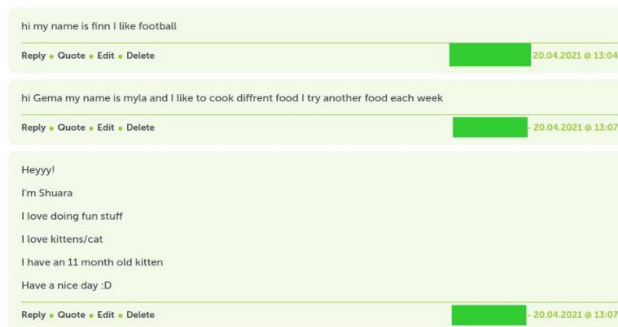 hi my name is finn I like football
Reply • Quote • Edit • Delete 20.04.2021 @ 13:04
hi Gema my name is myla and I like to cook diffrent food I try another food each week
Reply • Quote • Edit • Delete - 20.04.2021 @ 13:07
Heyyy!
I'm Shuara
I love doing fun stuff
I love kittens/cat
I have an 11 month old kitten
Have a nice day :D
Reply • Quote • Edit • Delete - 20.04.2021 @ 13:07